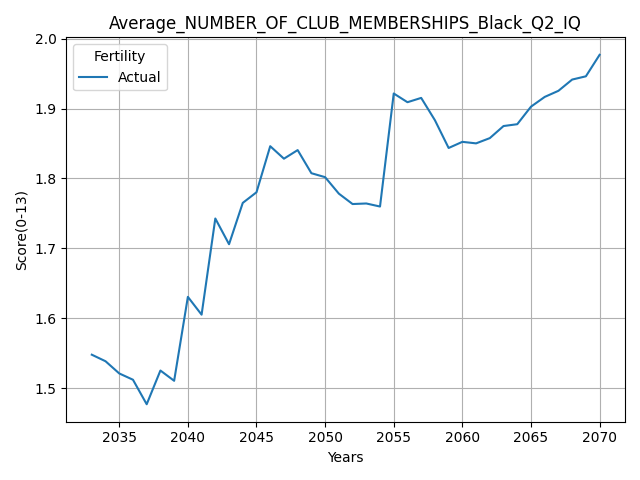 Average_NUMBER_OF_CLUB_MEMBERSHIPS_Black_Q2_IQ
Fertility
Actual
Score(0-13)
2.0
1.9
1.8
1.7
1.6
1.5
2035 2040 2045 2050 2055 2060 2065 2070
Years